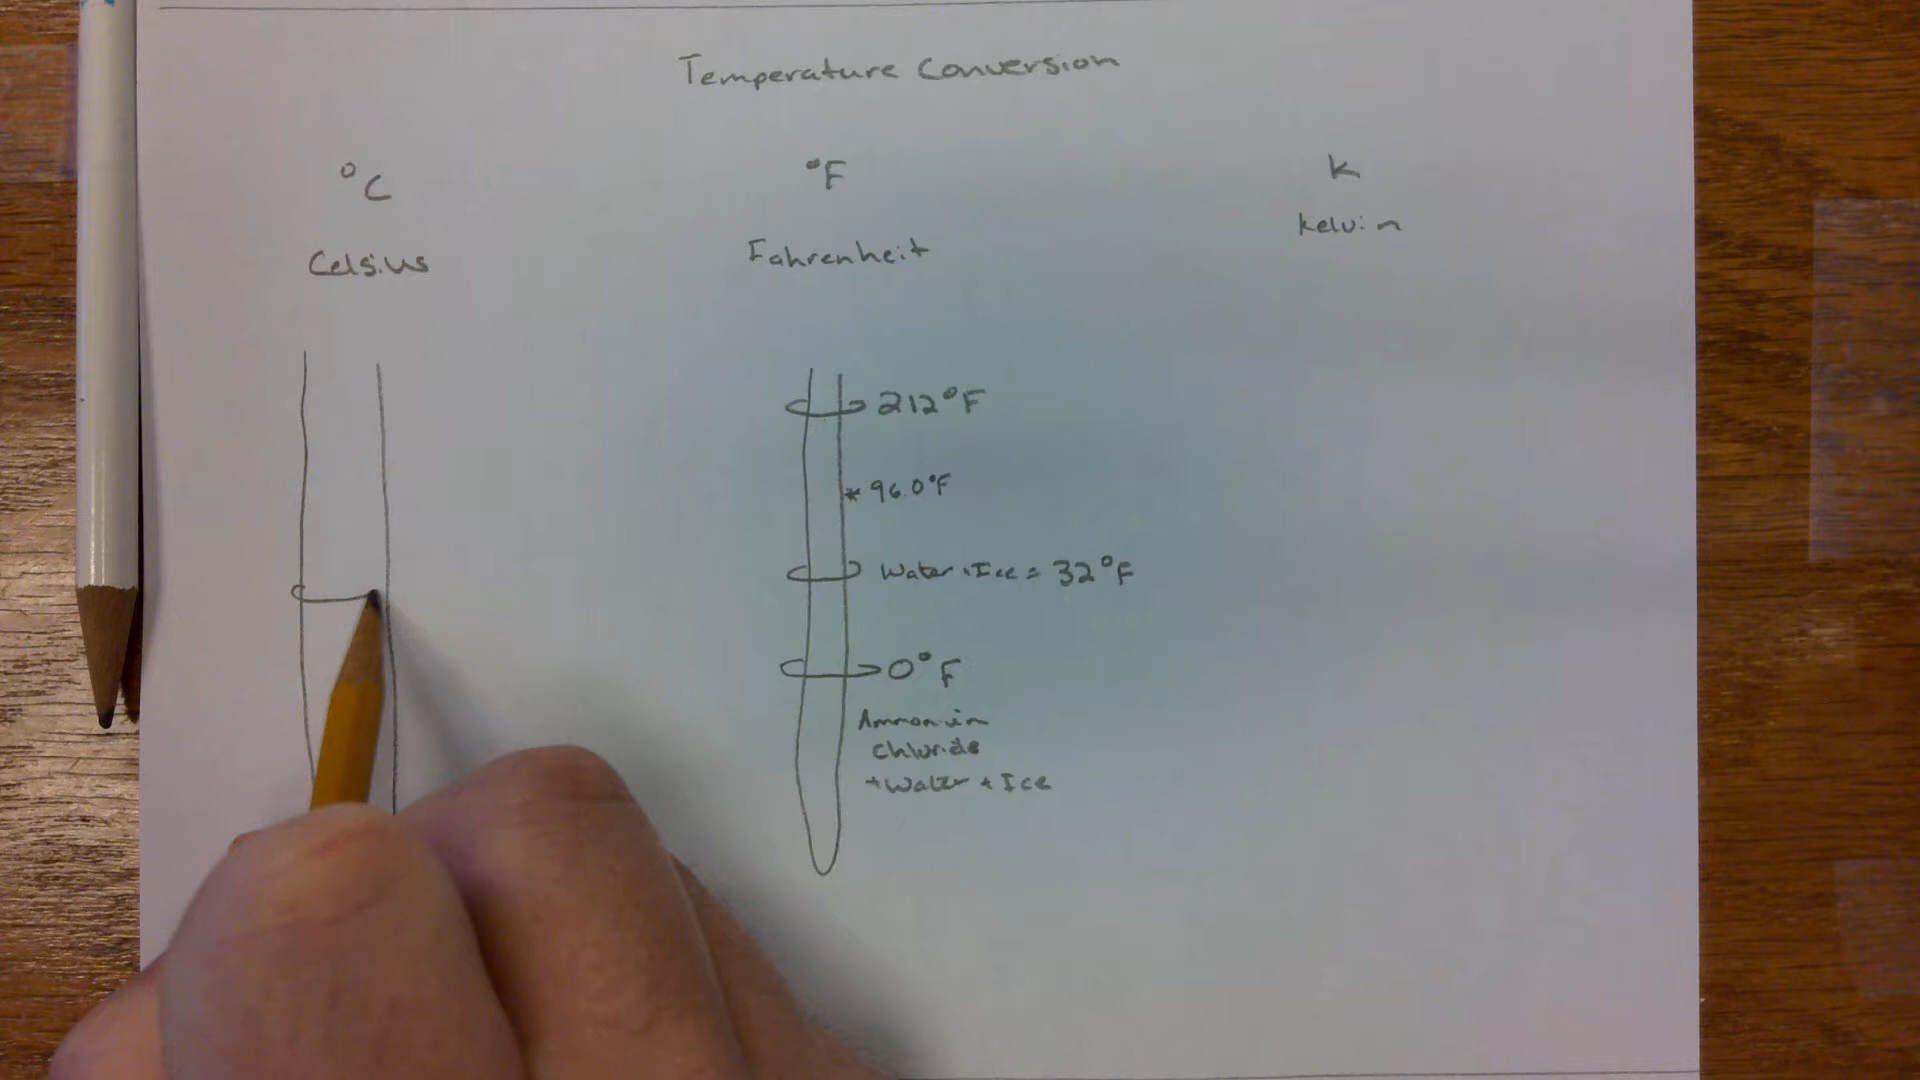 Temperature Conversion
°C
°F
K
Celsius
Fahrenheit
Kelvin
212°F
* 96.0°F
Water + Ice = 32°F
0°F
Ammonium
Chloride
+ Water + Ice